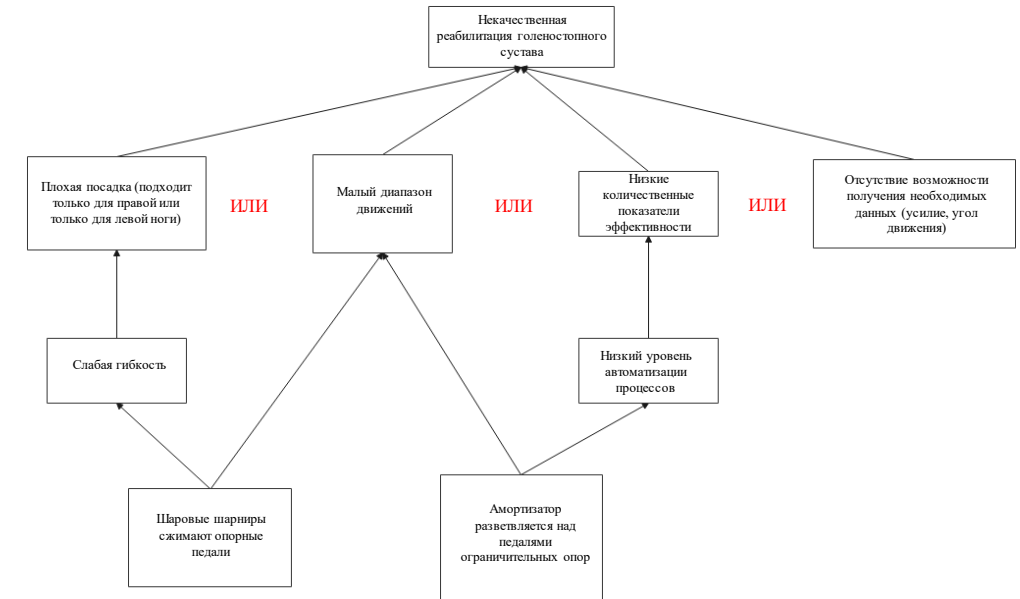 Некачественная
реабилитация голеностопного
сустава
Плохая посадка (подходит
только для правой или
только для левой ноги)
ИЛИ
Малый диапазон
движений
ИЛИ
Низкие
количественные
показатели
эффективности
ИЛИ
Отсутствие возможности
получения необходимых
данных (усилие, угол
движения)
Слабая гибкость
Низкий уровень
автоматизации
процессов
Шаровые шарниры
сжимают опорные
педали
Амортизатор
разветвляется над
педалями
ограничительных опор